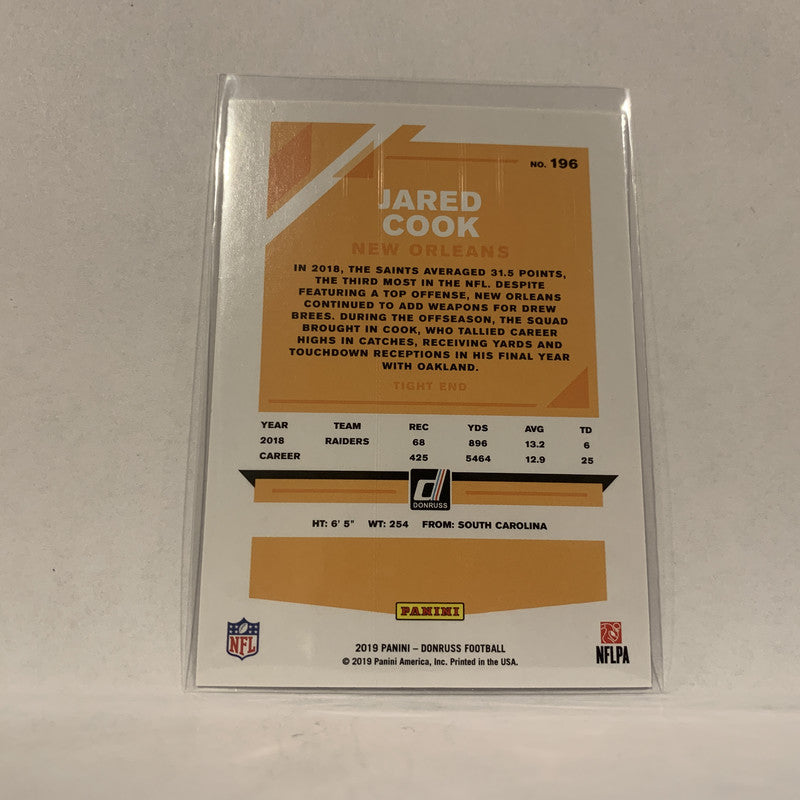 NO. 196
JARED
COOK
NEW ORLEANS
IN 2018, THE SAINTS AVERAGED 31.5 POINTS,
THE THIRD MOST IN THE NFL. DESPITE
FEATURING A TOP OFFENSE, NEW ORLEANS
CONTINUED TO ADD WEAPONS FOR DREW
BREES. DURING THE OFFSEASON, THE SQUAD
BROUGHT IN COOK, WHO TALLIED CAREER
HIGHS IN CATCHES, RECEIVING YARDS AND
TOUCHDOWN RECEPTIONS IN HIS FINAL YEAR
WITH OAKLAND.
TIGHT END
YEAR TEAM REC YDS AVG TD
2018 RAIDERS 68 896 13.2 6
CAREER 425 5464 12.9 25
DONRUSS
HT: 6' 5" WT: 254 FROM: SOUTH CAROLINA
PANINI
NFL
2019 PANINI – DONRUSS FOOTBALL
© 2019 Panini America, Inc. Printed in the USA.
NFLPA